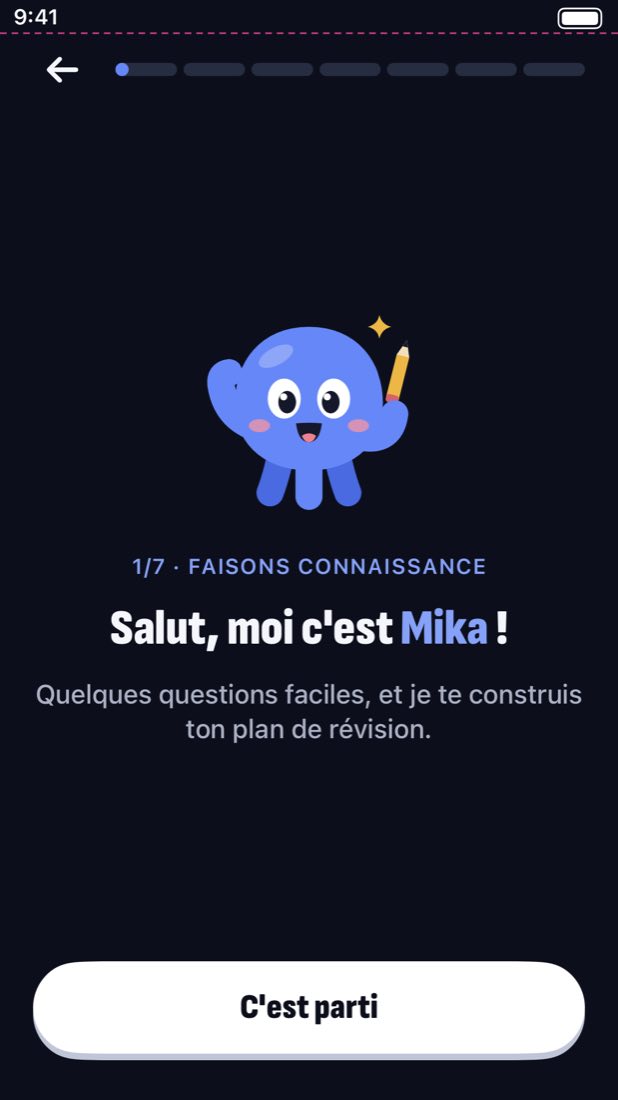 9:41
1/7 · FAISONS CONNAISSANCE
Salut, moi c'est Mika !
Quelques questions faciles, et je te construis
ton plan de révision.
C'est parti